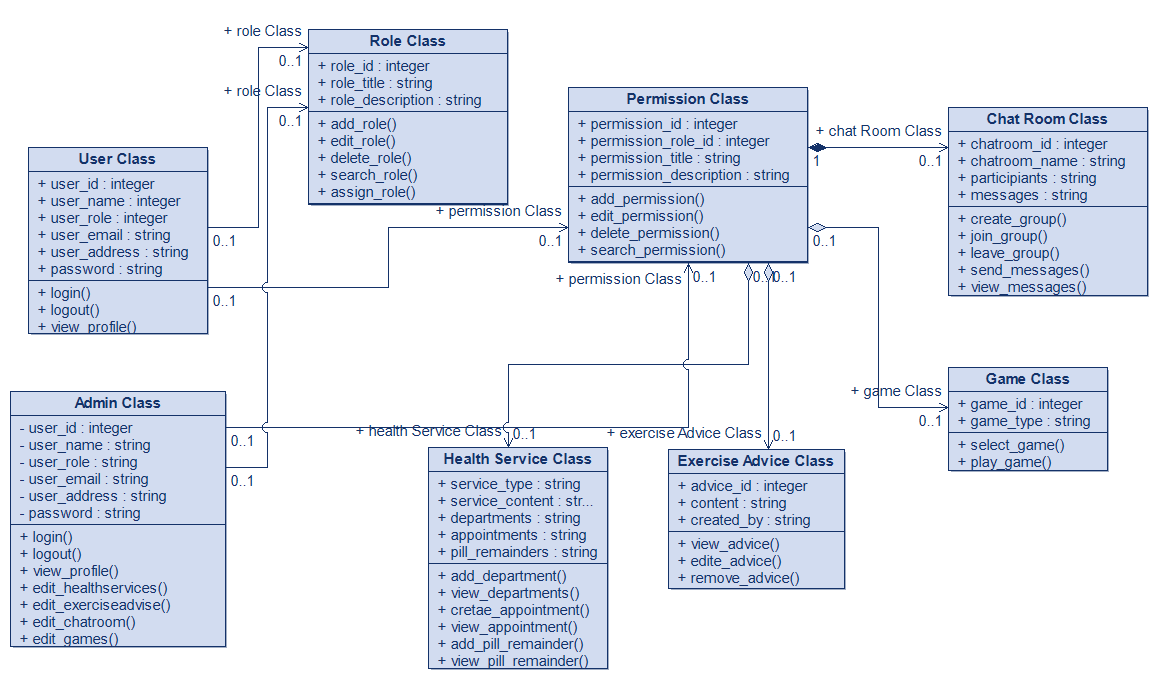 + role Class
0..1
+ role Class
0..1
Role Class
+ role_id : integer
+ role_title : string
+ role_description : string
+ add_role()
+ edit_role()
+ delete_role()
+ search_role()
+ assign_role()
Permission Class
+ permission_id : integer
+ permission_role_id : integer
+ permission_title : string
+ permission_description : string
+ add_permission()
+ edit_permission()
+ delete_permission()
+ search_permission()
+ chat Room Class
1
0..1
Chat Room Class
+ chatroom_id : integer
+ chatroom_name : string
+ participiants : string
+ messages : string
+ create_group()
+ join_group()
+ leave_group()
+ send_messages()
+ view_messages()
User Class
+ user_id : integer
+ user_name : integer
+ user_role : integer
+ user_email : string
+ user_address : string
+ password : string
+ login()
+ logout()
+ view_profile()
0..1
0..1
+ permission Class
0..1
0..1
+ permission Class
0..1
0..1
0..1
+ game Class
0..1
Game Class
+ game_id : integer
+ game_type : string
+ select_game()
+ play_game()
Admin Class
- user_id : integer
- user_name : string
- user_role : string
- user_email : string
- user_address : string
- password : string
+ login()
+ logout()
+ view_profile()
+ edit_healthservices()
+ edit_exerciseadvise()
+ edit_chatroom()
+ edit_games()
0..1
0..1
+ health Service Class
0..1
Health Service Class
+ service_type : string
+ service_content : str...
+ departments : string
+ appointments : string
+ pill_remainders : string
+ add_department()
+ view_departments()
+ cretae_appointment()
+ view_appointment()
+ add_pill_remainder()
+ view_pill_remainder()
+ exercise Advice Class
0..1
Exercise Advice Class
+ advice_id : integer
+ content : string
+ created_by : string
+ view_advice()
+ edite_advice()
+ remove_advice()